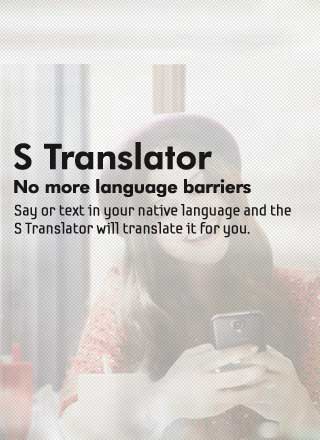 S Translator
No more language barriers
Say or text in your native language and the
S Translator will translate it for you.